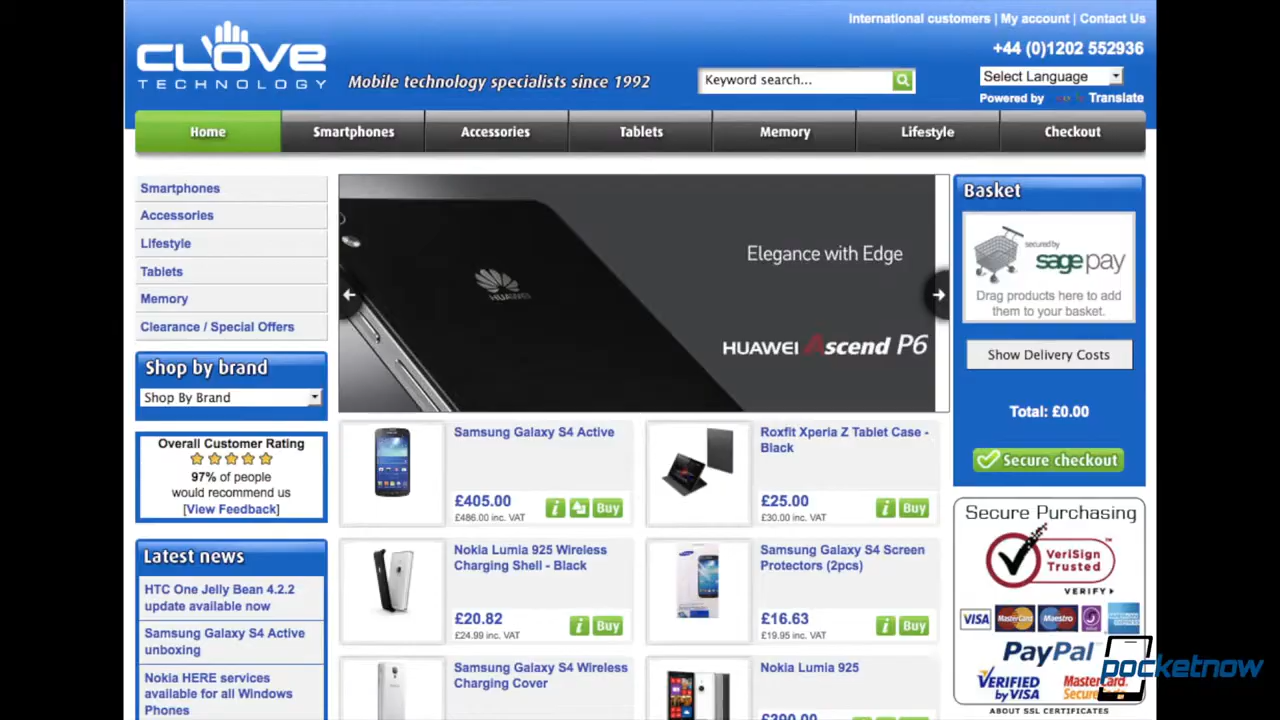 International customers | My account | Contact Us
CLOVE
TECHNOLOGY
Mobile technology specialists since 1992
Keyword search...
+44 (0)1202 552936
Select Language
Powered by Translate
Home
Smartphones
Accessories
Tablets
Memory
Lifestyle
Checkout
Smartphones
Accessories
Lifestyle
Tablets
Memory
Clearance / Special Offers
Shop by brand
Shop By Brand
Overall Customer Rating
97% of people
would recommend us
[View Feedback]
Latest news
HTC One Jelly Bean 4.2.2
update available now
Samsung Galaxy S4 Active
unboxing
Nokia HERE services
available for all Windows
Phones
HUAWEI
Elegance with Edge
HUAWEI Ascend P6
Samsung Galaxy S4 Active
£405.00
£486.00 inc. VAT
i Buy
Roxfit Xperia Z Tablet Case -
Black
£25.00
£30.00 inc. VAT
i Buy
Nokia Lumia 925 Wireless
Charging Shell - Black
£20.82
£24.99 inc. VAT
i Buy
Samsung Galaxy S4 Screen
Protectors (2pcs)
£16.63
£19.95 inc. VAT
i Buy
Samsung Galaxy S4 Wireless
Charging Cover
Nokia Lumia 925
Basket
secured by
sage pay
Drag products here to add
them to your basket.
Show Delivery Costs
Total: £0.00
Secure checkout
Secure Purchasing
VeriSign
Trusted
VERIFY
VISA MasterCard Maestro
PayPal
VERIFIED
by VISA
MasterCard.
ABOUT SSL CERTIFICATES
pocketnow